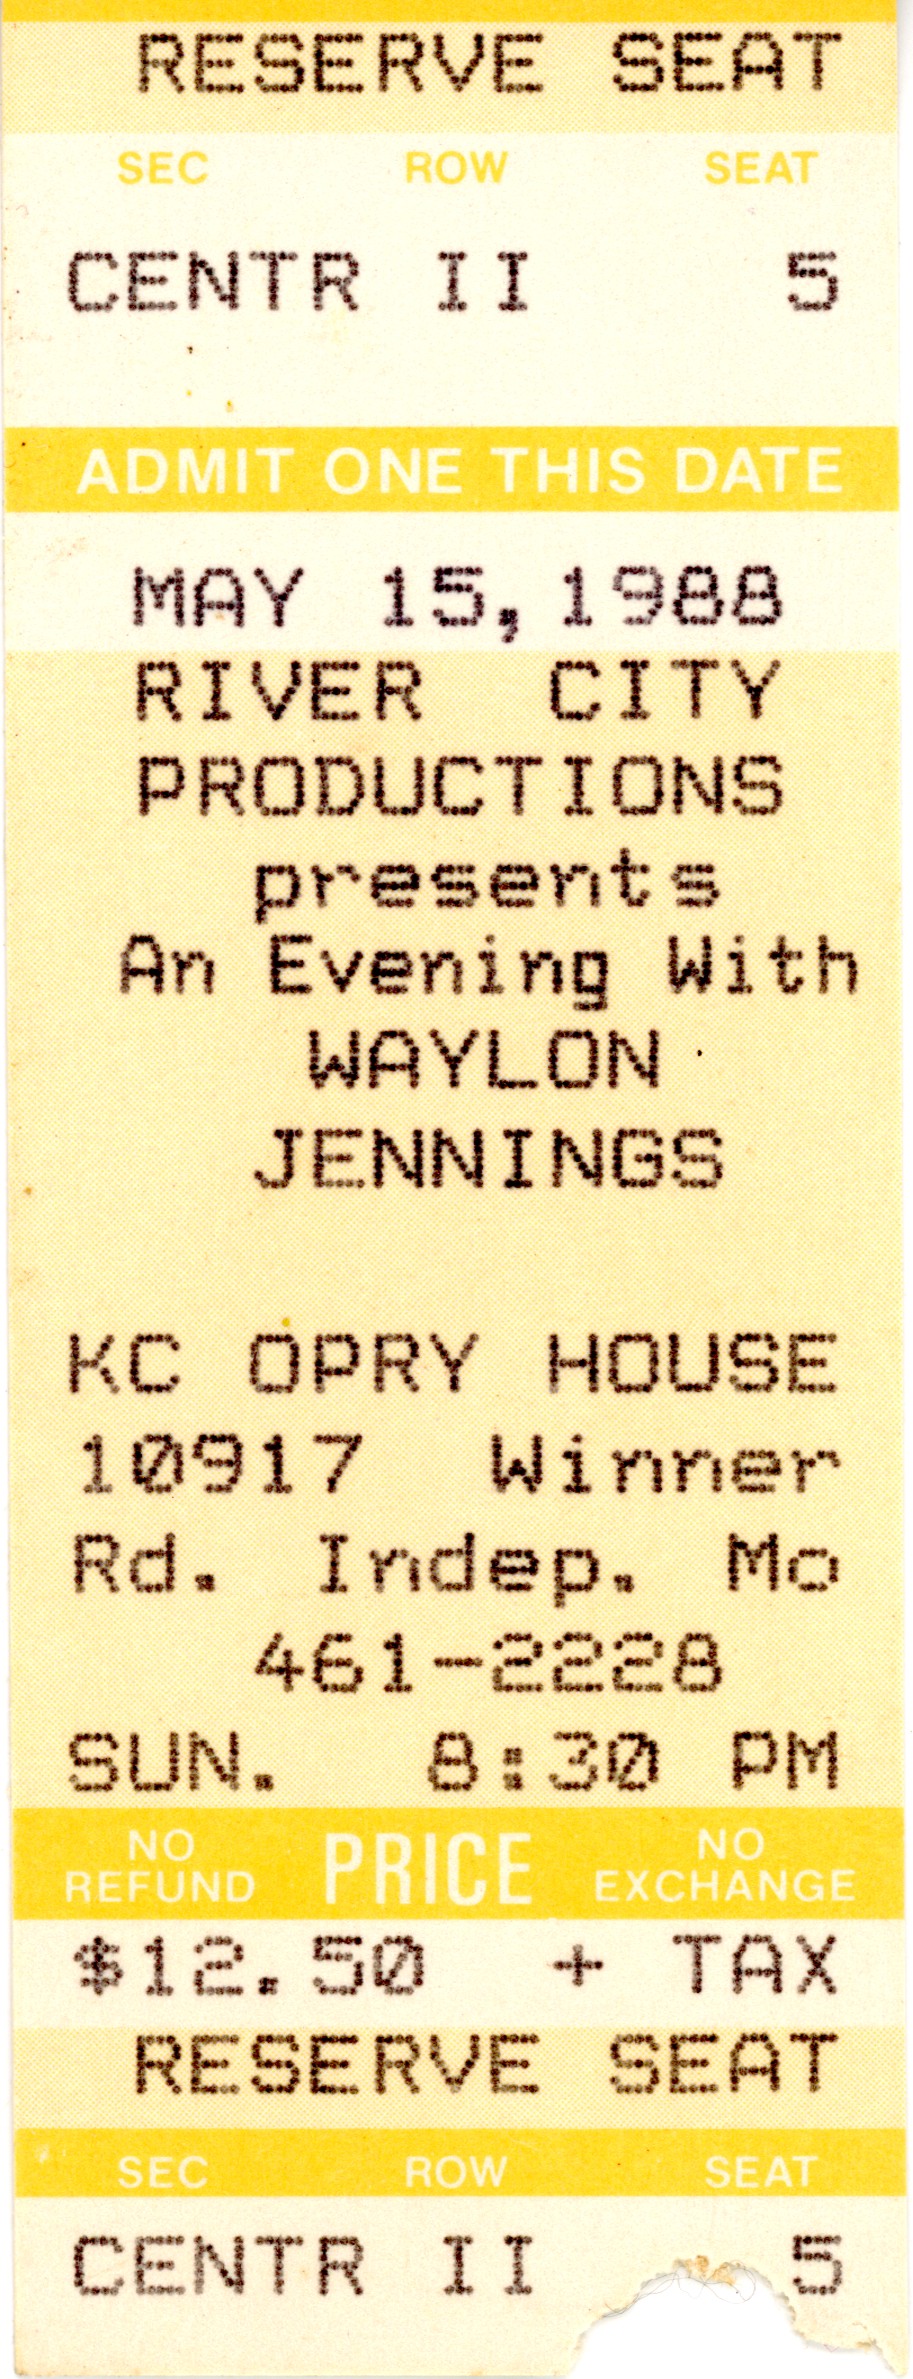 RESERVE SEAT
SEC ROW SEAT
CENTR II 5
ADMIT ONE THIS DATE
MAY 15, 1988
RIVER CITY
PRODUCTIONS
presents
An Evening With
WAYLON
JENNINGS
KC OPRY HOUSE
10917 Winner
Rd. Indep. Mo
461-2228
SUN. 8:30 PM
NO REFUND PRICE NO EXCHANGE
$12.50 + TAX
RESERVE SEAT
SEC ROW SEAT
CENTR II 5